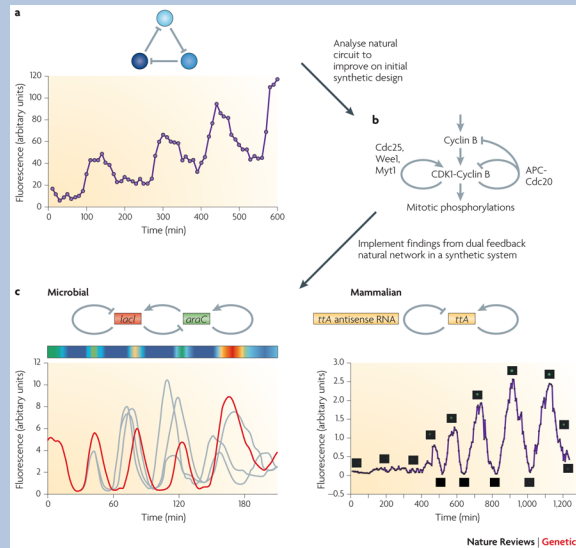 a
Analyse natural
circuit to
improve on initial
synthetic design
Fluorescence (arbitrary units)
120
100
80
60
40
20
0
0 100 200 300 400 500 600
Time (min)
b
Cyclin B
Cdc25,
Wee1,
Myt1
CDK1-Cyclin B
APC-
Cdc20
Mitotic phosphorylations
Implement findings from dual feedback
natural network in a synthetic system
c Microbial
lacI araC
Fluorescence (arbitrary units)
12
10
8
6
4
2
0
0 60 120 180
Time (min)
Mammalian
tTA antisense RNA tTA
Fluorescence (arbitrary units)
3.0
2.5
2.0
1.5
1.0
0.5
0
−0.5
0 200 400 600 800 1,000 1,200
Time (min)
Nature Reviews | Genetic